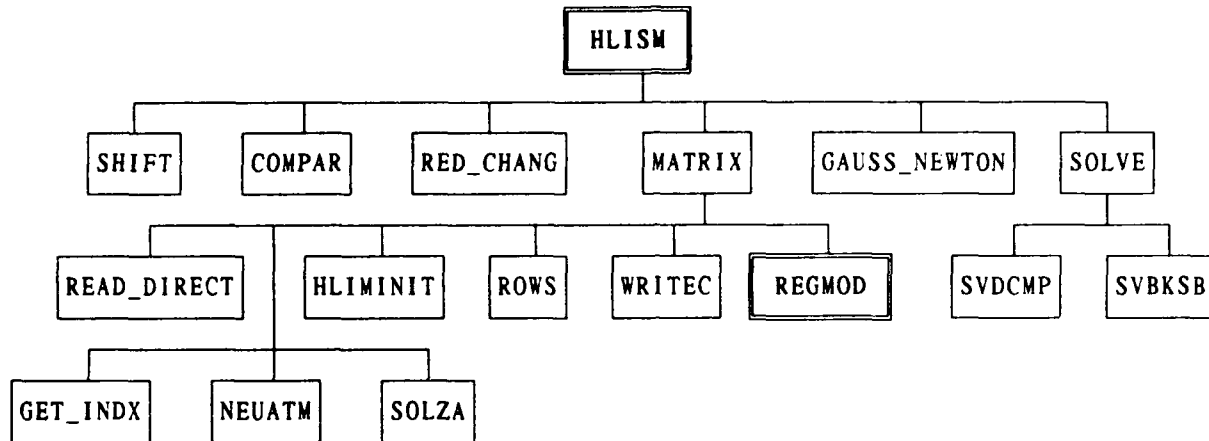 HLISM
SHIFT COMPAR RED_CHANG MATRIX GAUSS_NEWTON SOLVE
READ_DIRECT HLIMINIT ROWS WRITEC REGMOD SVDCMP SVBKSB
GET_INDX NEUATM SOLZA